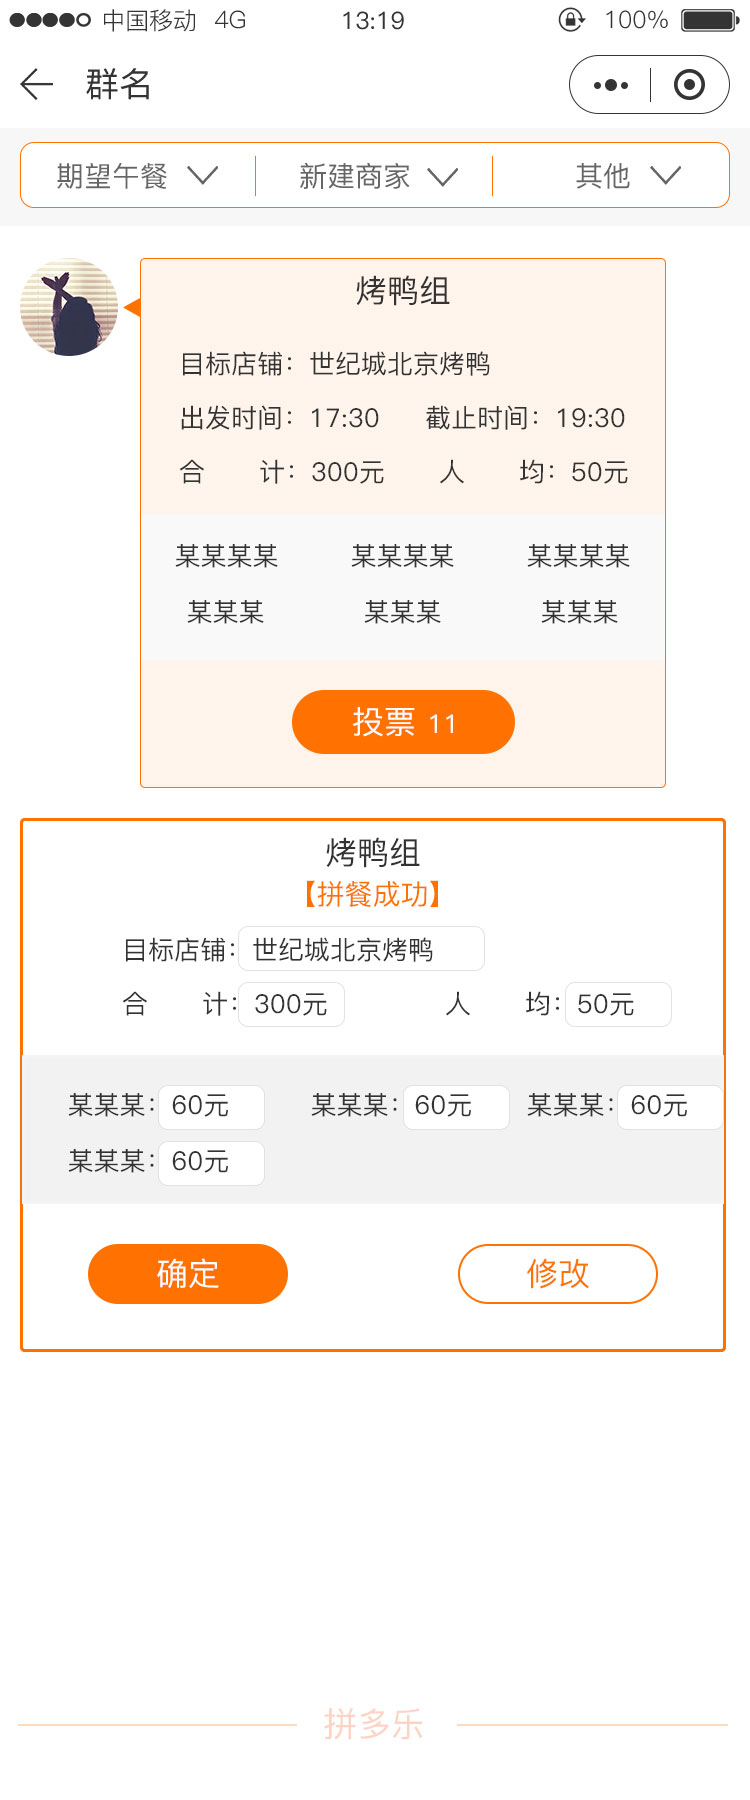 中国移动 4G 13:19 100%
群名
期望午餐 新建商家 其他
烤鸭组
目标店铺：世纪城北京烤鸭
出发时间：17:30 截止时间：19:30
合 计：300元 人 均：50元
某某某某 某某某某 某某某某
某某某 某某某 某某某
投票 11
烤鸭组
【拼餐成功】
目标店铺: 世纪城北京烤鸭
合 计: 300元 人 均: 50元
某某某: 60元 某某某: 60元 某某某: 60元
某某某: 60元
确定 修改
拼多乐